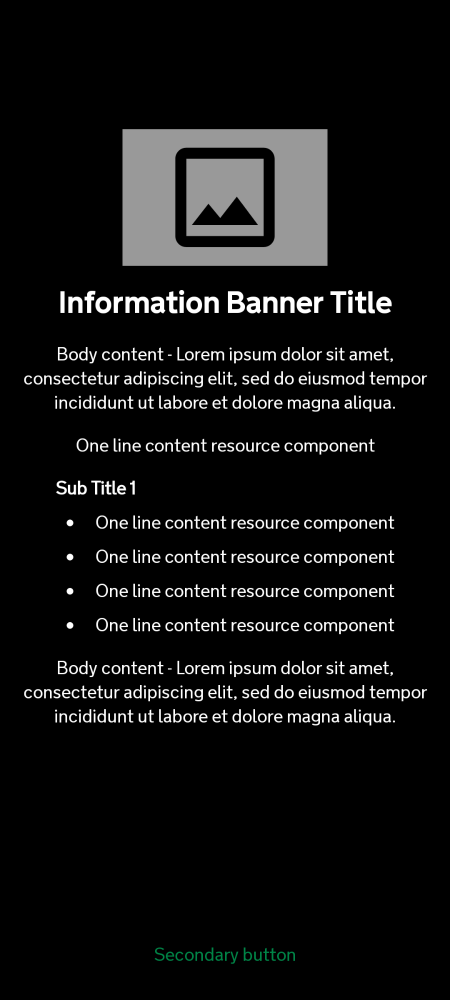 Information Banner Title
Body content - Lorem ipsum dolor sit amet,
consectetur adipiscing elit, sed do eiusmod tempor
incididunt ut labore et dolore magna aliqua.
One line content resource component
Sub Title 1
• One line content resource component
• One line content resource component
• One line content resource component
• One line content resource component
Body content - Lorem ipsum dolor sit amet,
consectetur adipiscing elit, sed do eiusmod tempor
incididunt ut labore et dolore magna aliqua.
Secondary button